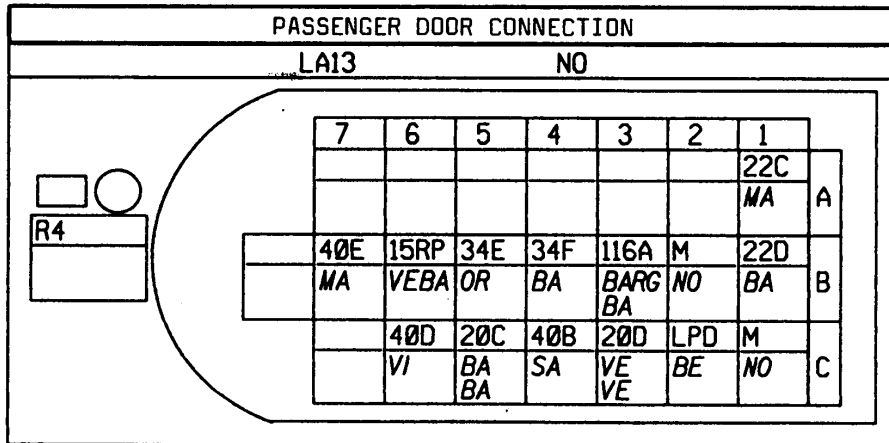 PASSENGER DOOR CONNECTION
LA13 NO
7 6 5 4 3 2 1
22C
MA A
R4
40E 15RP 34E 34F 116A M 22D
MA VEBA OR BA BARG NO BA B
BA
40D 20C 40B 20D LPD M
VI BA SA VE BE NO C
BA VE